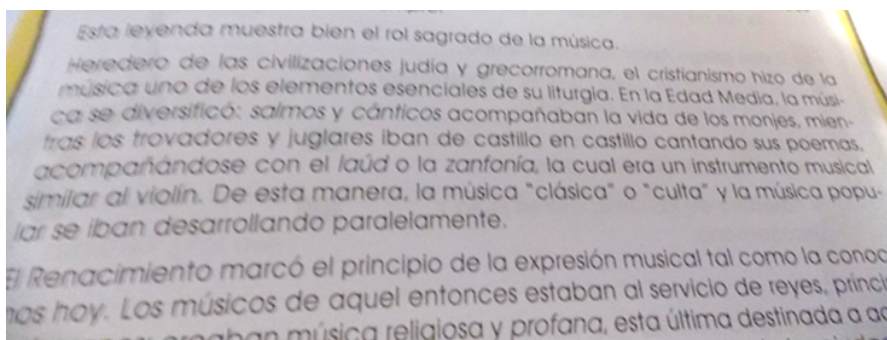 Esta leyenda muestra bien el rol sagrado de la música.
Heredero de las civilizaciones judía y grecorromana, el cristianismo hizo de la
música uno de los elementos esenciales de su liturgia. En la Edad Media, la músi-
ca se diversificó: salmos y cánticos acompañaban la vida de los monjes, mien-
tras los trovadores y juglares iban de castillo en castillo cantando sus poemas,
acompañándose con el laúd o la zanfonía, la cual era un instrumento musical
similar al violín. De esta manera, la música "clásica" o "culta" y la música popu-
lar se iban desarrollando paralelamente.
El Renacimiento marcó el principio de la expresión musical tal como la conoc
mos hoy. Los músicos de aquel entonces estaban al servicio de reyes, prínci
música religiosa y profana, esta última destinada a